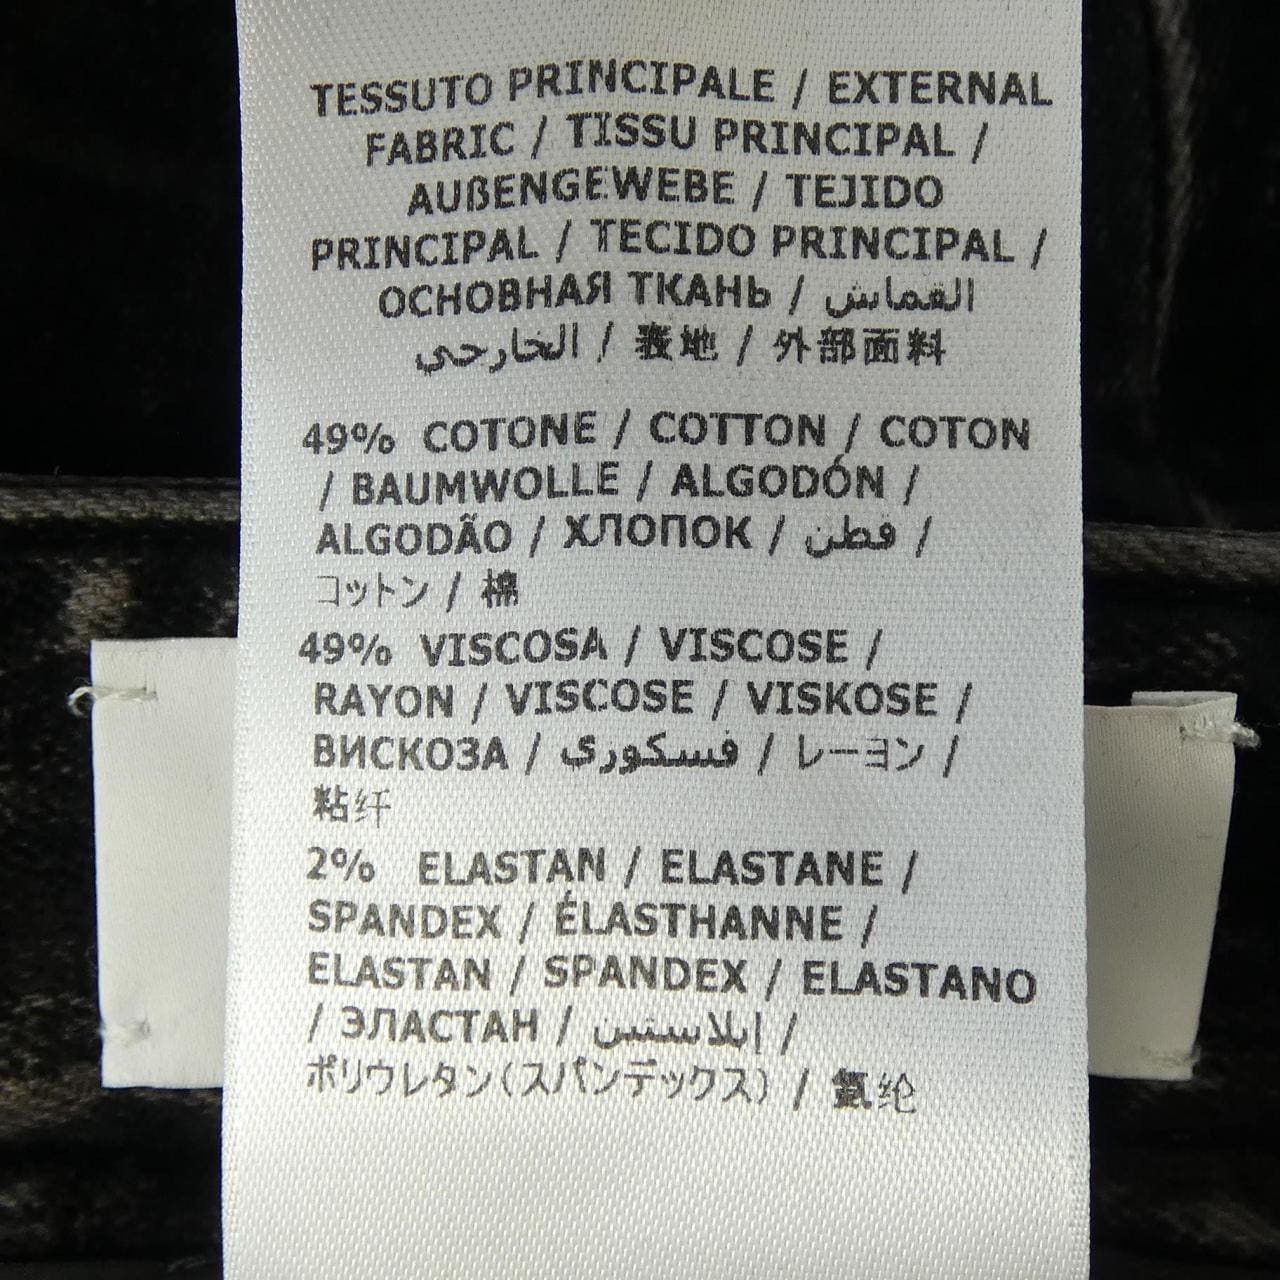 TESSUTO PRINCIPALE / EXTERNAL
FABRIC / TISSU PRINCIPAL /
AUßENGEWEBE / TEJIDO
PRINCIPAL / TECIDO PRINCIPAL /
ОСНОВНАЯ ТКАНЬ / القماش
الخارجي / 表地 / 外部面料
49% COTONE / COTTON / COTON
/ BAUMWOLLE / ALGODÓN /
ALGODÃO / ХЛОПОК / قطن /
コットン / 棉
49% VISCOSA / VISCOSE /
RAYON / VISCOSE / VISKOSE /
ВИСКОЗА / فسكوري / レーヨン /
粘纤
2% ELASTAN / ELASTANE /
SPANDEX / ÉLASTHANNE /
ELASTAN / SPANDEX / ELASTANO
/ ЭЛАСТАН / إيلاستين /
ポリウレタン(スパンデックス) / 氨纶